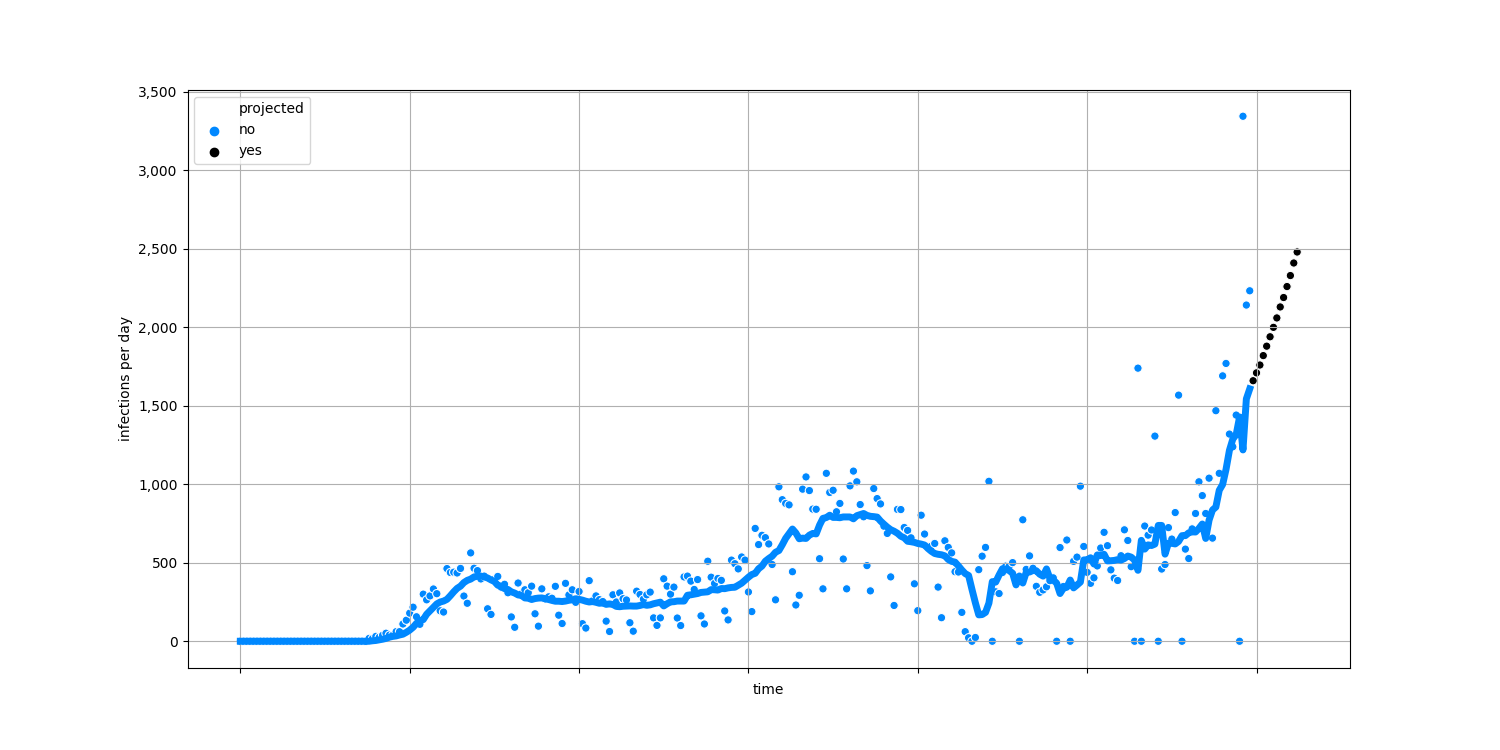 3,500
3,000
2,500
2,000
1,500
1,000
500
0
infections per day
projected
no
yes
time